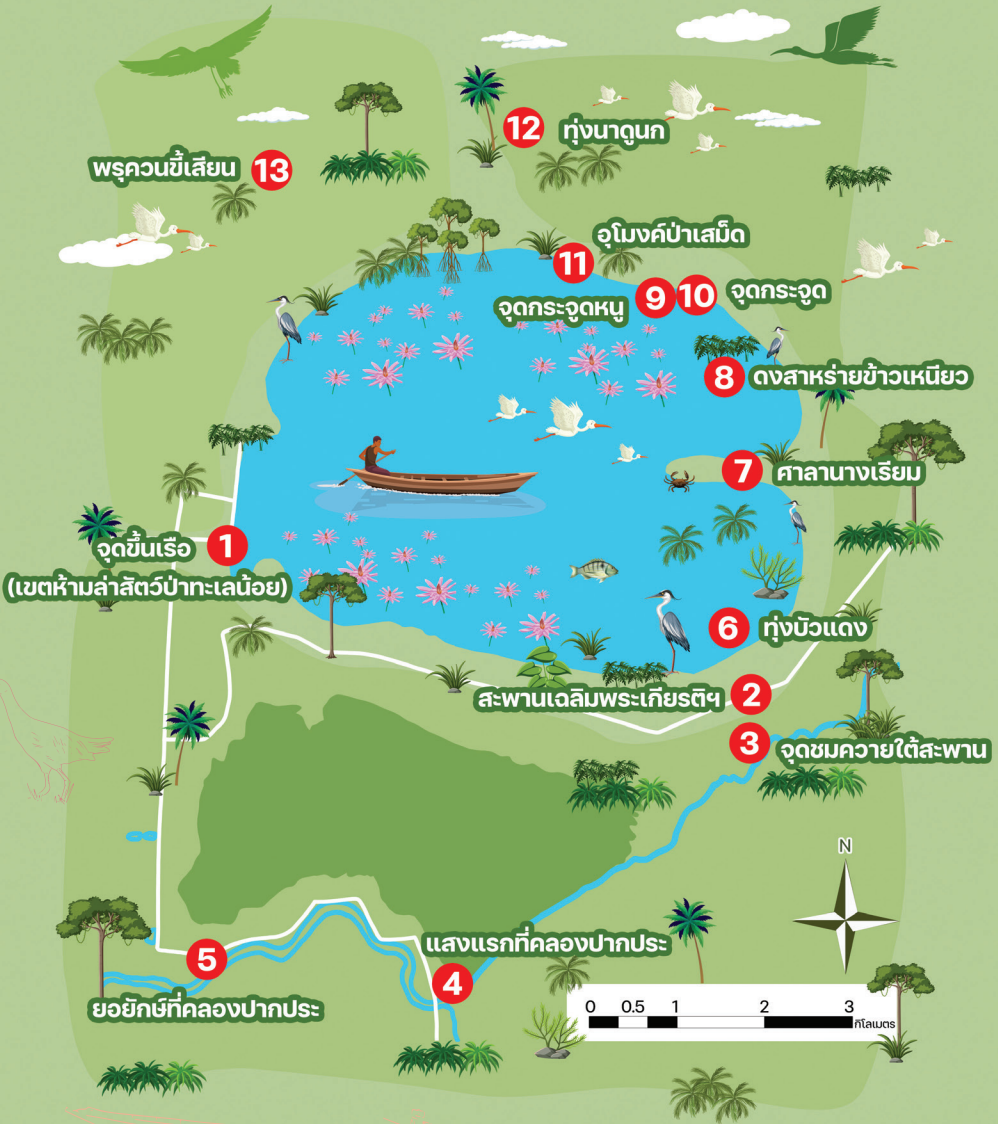 12 ทุ่งนาดูนก
พรุควนขี้เสียน 13
อุโมงค์ป่าเสม็ด
11
จุดกระจูดหนู 9 10 จุดกระจูด
8 ดงสาหร่ายข้าวเหนียว
7 ศาลานางเรียม
จุดขึ้นเรือ 1
(เขตห้ามล่าสัตว์ป่าทะเลน้อย)
6 ทุ่งบัวแดง
สะพานเฉลิมพระเกียรติฯ 2
3 จุดชมควายใต้สะพาน
N
แสงแรกที่คลองปากประ
5
4
ยอยักษ์ที่คลองปากประ
0 0.5 1 2 3
กิโลเมตร